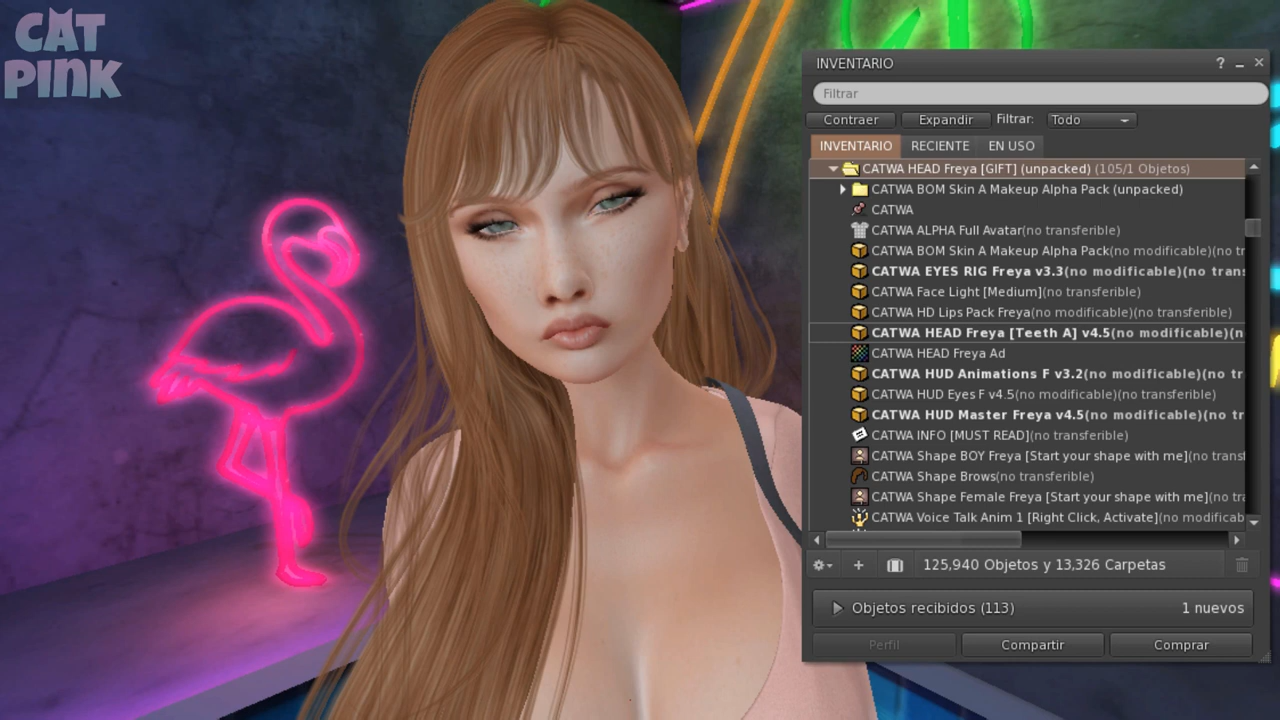 CAT
PINK
INVENTARIO
Filtrar
Contraer Expandir Filtrar: Todo
INVENTARIO RECIENTE EN USO
CATWA HEAD Freya [GIFT] (unpacked) (105/1 Objetos)
CATWA BOM Skin A Makeup Alpha Pack (unpacked)
CATWA
CATWA ALPHA Full Avatar(no transferible)
CATWA BOM Skin A Makeup Alpha Pack(no modificable)(no tr
CATWA EYES RIG Freya v3.3(no modificable)(no trans
CATWA Face Light [Medium](no transferible)
CATWA HD Lips Pack Freya(no modificable)(no transferible)
CATWA HEAD Freya [Teeth A] v4.5(no modificable)(n
CATWA HEAD Freya Ad
CATWA HUD Animations F v3.2(no modificable)(no tr
CATWA HUD Eyes F v4.5(no modificable)(no transferible)
CATWA HUD Master Freya v4.5(no modificable)(no tr
CATWA INFO [MUST READ](no transferible)
CATWA Shape BOY Freya [Start your shape with me](no transf
CATWA Shape Brows(no transferible)
CATWA Shape Female Freya [Start your shape with me](no tra
CATWA Voice Talk Anim 1 [Right Click, Activate](no modificab
125,940 Objetos y 13,326 Carpetas
Objetos recibidos (113) 1 nuevos
Perfil Compartir Comprar